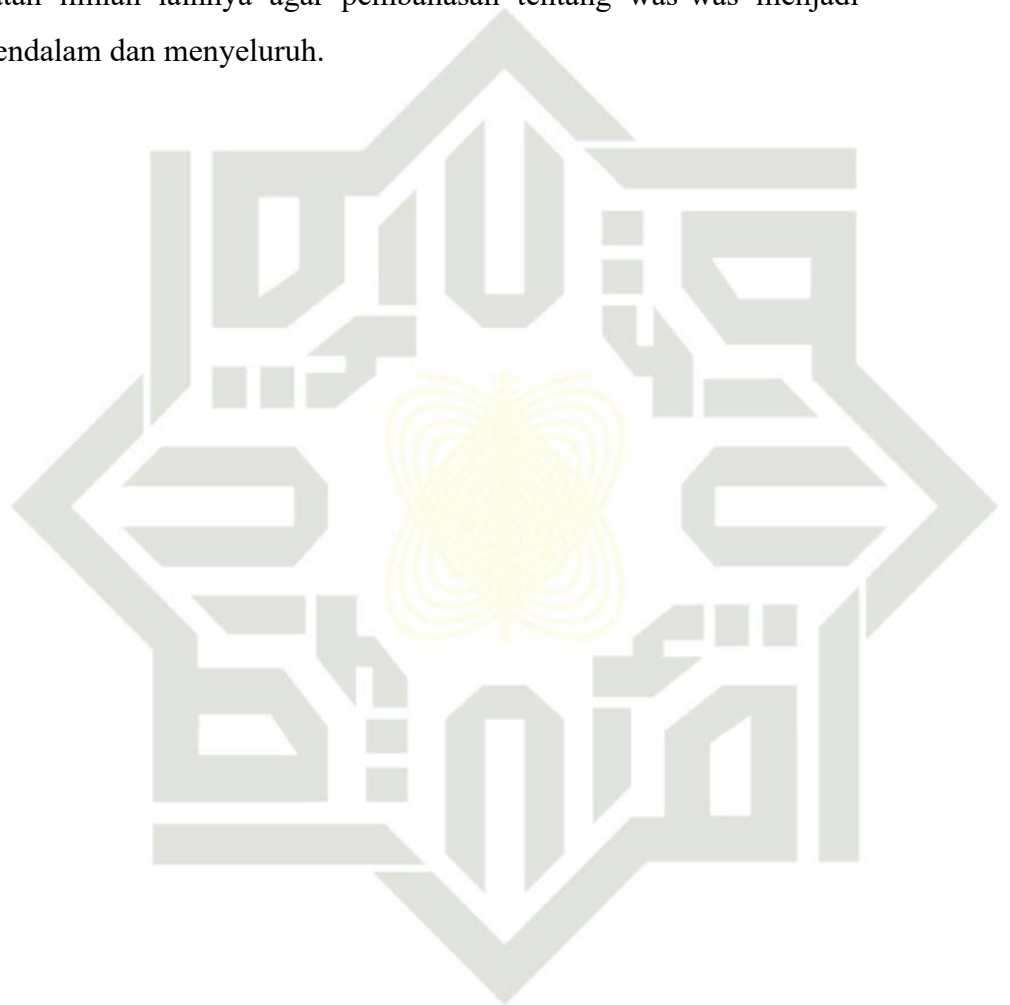 ilmiah lainnya agar pembahasan tentang was-was menjadi
endalam dan menyeluruh.